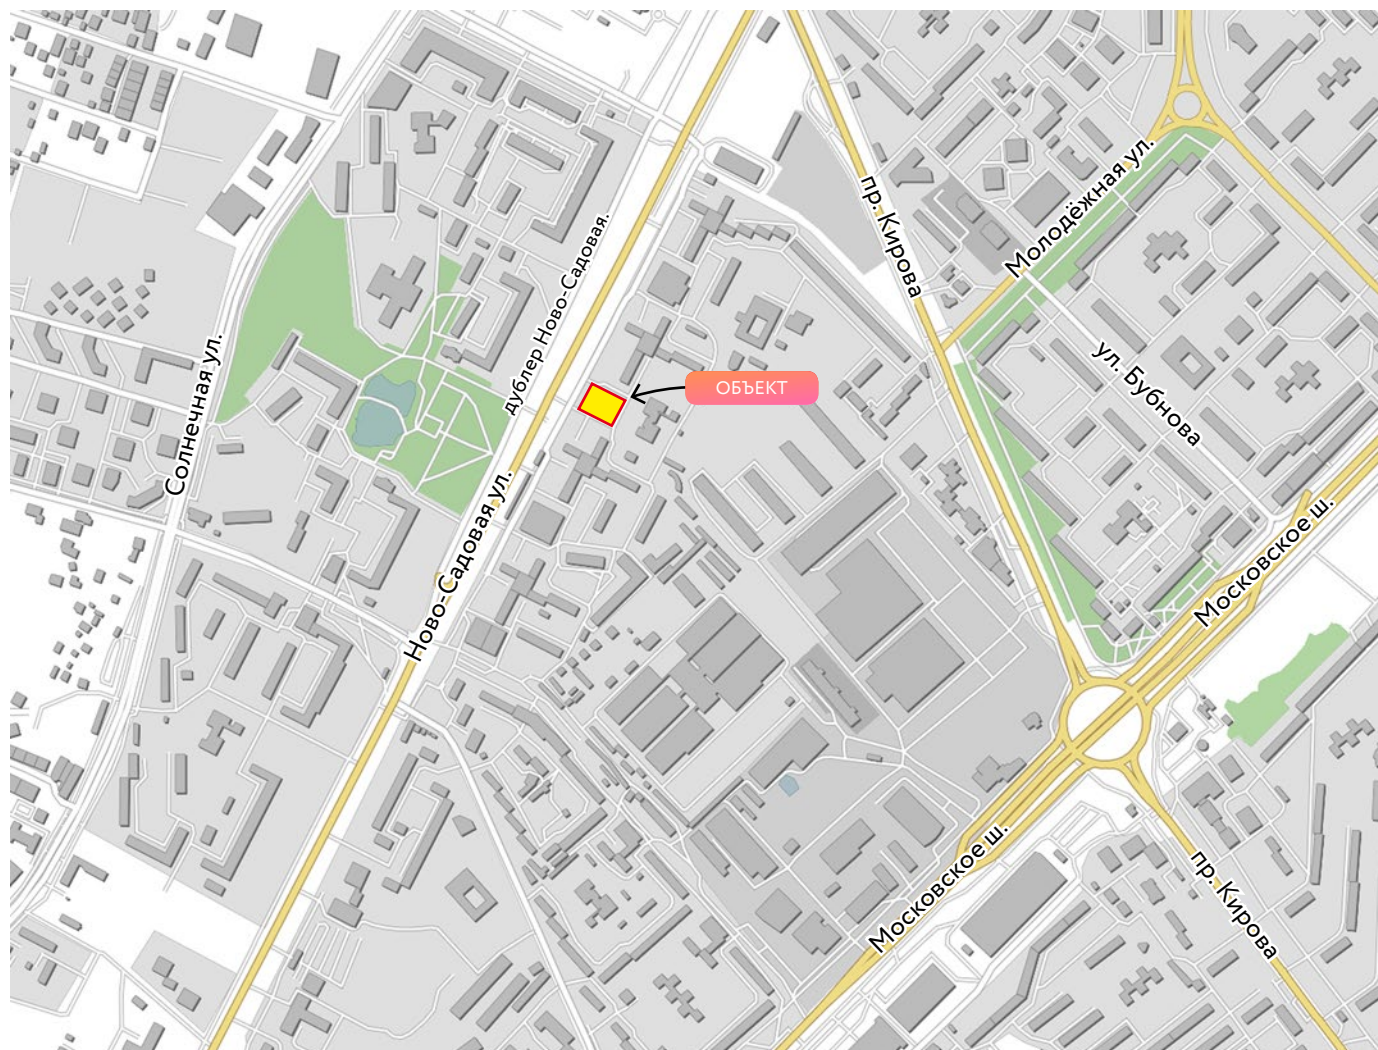 Молодёжная ул.
пр. Кирова
дублер Ново-Садовая.
Солнечная ул.
ОБЪЕКТ
ул. Бубнова
Ново-Садовая ул.
Московское ш.
Московское ш.
пр. Кирова